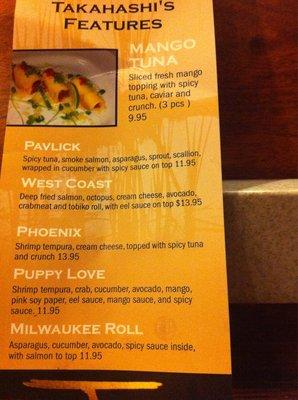 TAKAHASHI'S
FEATURES
MANGO
TUNA
Sliced fresh mango
topping with spicy
tuna, caviar and
crunch. (3 pcs )
9.95
PAVLICK
Spicy tuna, smoke salmon, asparagus, sprout, scallion,
wrapped in cucumber with spicy sauce on top 11.95
WEST COAST
Deep fried salmon, octopus, cream cheese, avocado,
crabmeat and tobiko roll, with eel sauce on top $13.95
PHOENIX
Shrimp tempura, cream cheese, topped with spicy tuna
and crunch 13.95
PUPPY LOVE
Shrimp tempura, crab, cucumber, avocado, mango,
pink soy paper, eel sauce, mango sauce, and spicy
sauce, 11.95
MILWAUKEE ROLL
Asparagus, cucumber, avocado, spicy sauce inside,
with salmon to top 11.95